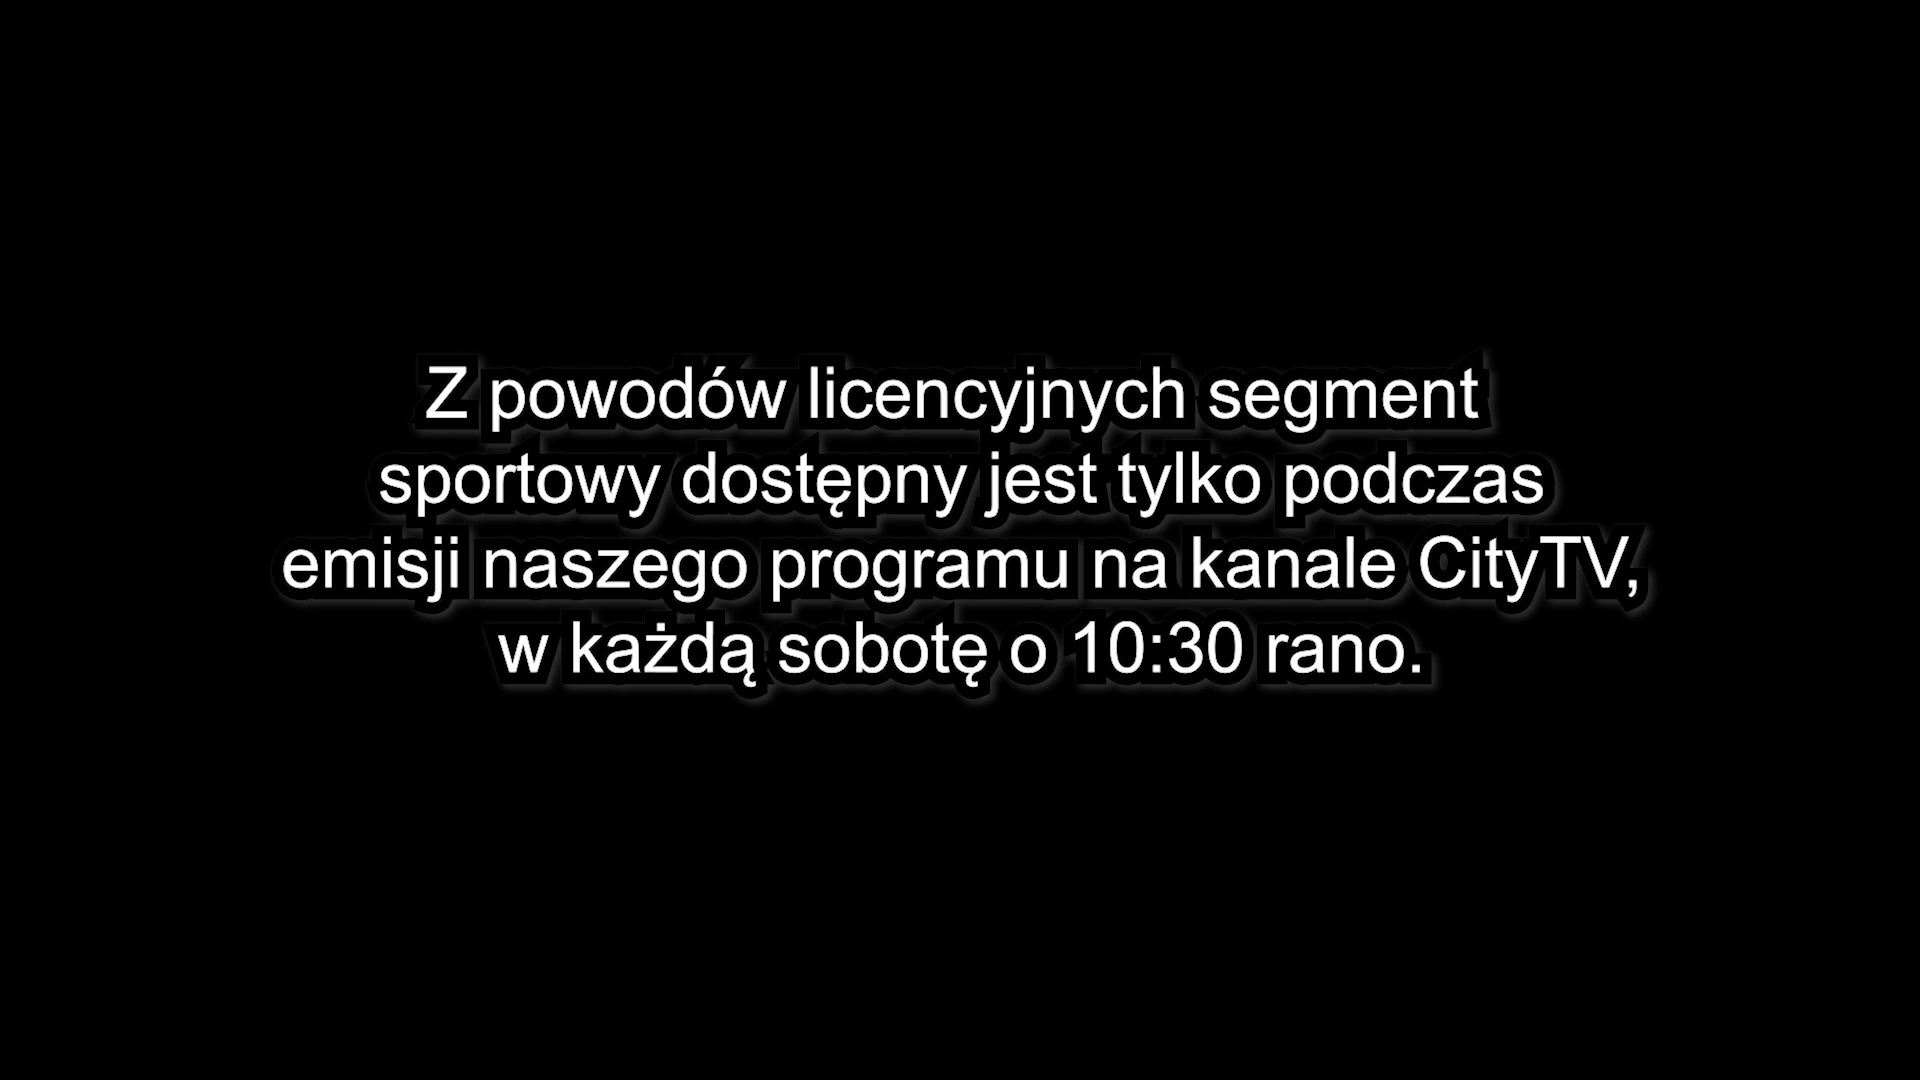 Z powodów licencyjnych segment
sportowy dostępny jest tylko podczas
emisji naszego programu na kanale CityTV,
w każdą sobotę o 10:30 rano.